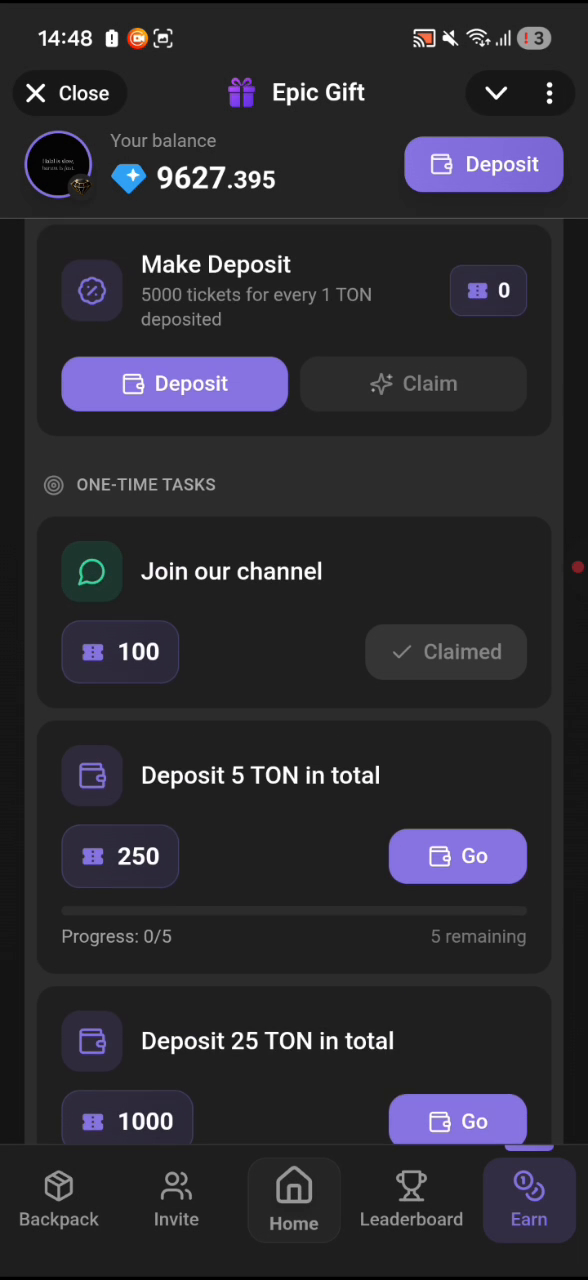 14:48
3
Close
Epic Gift
Your balance
9627.395
Deposit
Make Deposit
5000 tickets for every 1 TON
deposited
0
Deposit
Claim
ONE-TIME TASKS
Join our channel
100
Claimed
Deposit 5 TON in total
250
Go
Progress: 0/5
5 remaining
Deposit 25 TON in total
1000
Go
Backpack
Invite
Home
Leaderboard
Earn